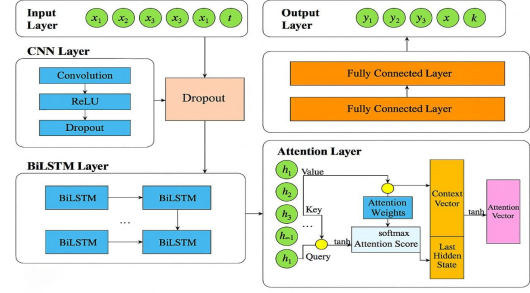 Input
Layer
x1 x2 x3 x3 x1 t
CNN Layer
Convolution
ReLU
Dropout
Dropout
BiLSTM Layer
BiLSTM BiLSTM
...
BiLSTM BiLSTM
Output
Layer
y1 y2 y3 x k
Fully Connected Layer
Fully Connected Layer
Attention Layer
h1 Value
h2
h3 Key
...
ht-1
h1 Query
tanh
Attention
Weights
softmax
Attention Score
Context
Vector
Last
Hidden
State
tanh
Attention
Vector